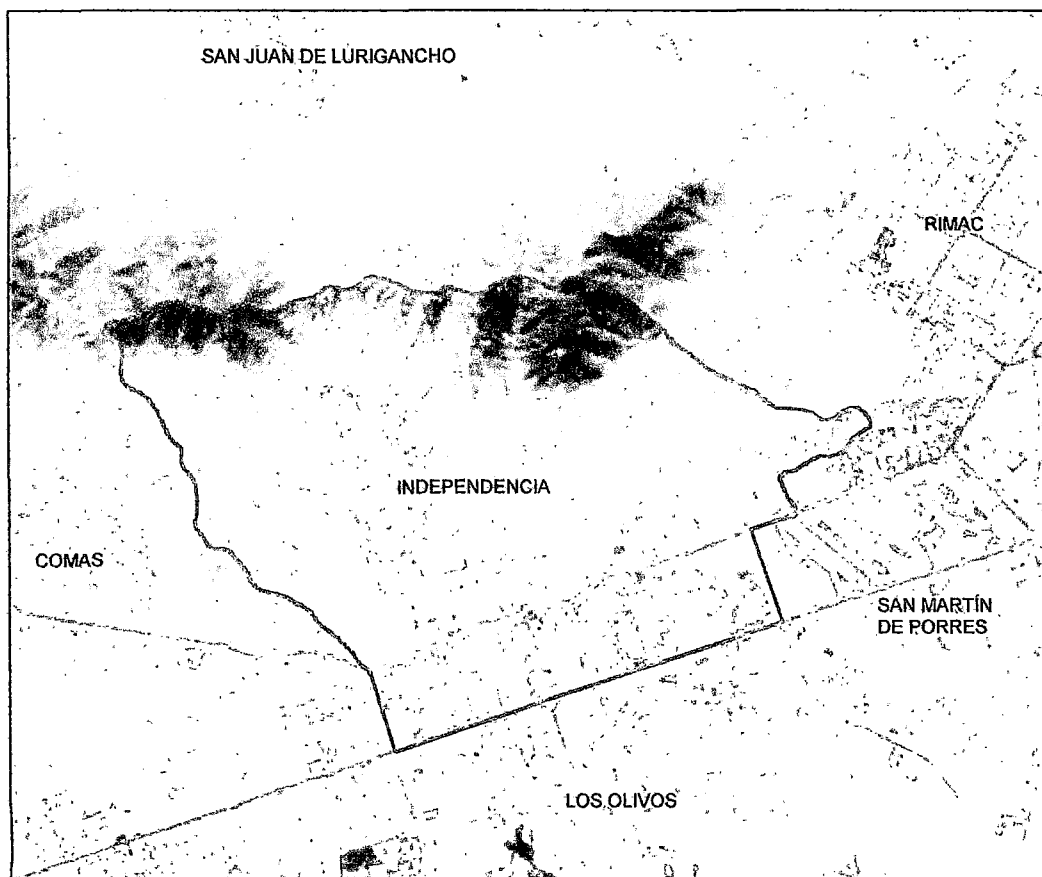 SAN JUAN DE LURIGANCHO
RIMAC
INDEPENDENCIA
COMAS
SAN MARTÍN
DE PORRES
LOS OLIVOS